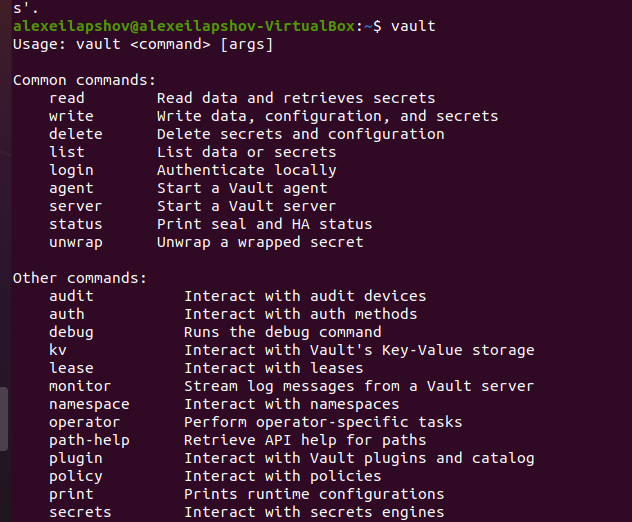 s'.
alexeilapshov@alexeilapshov-VirtualBox:~$ vault
Usage: vault <command> [args]
Common commands:
read Read data and retrieves secrets
write Write data, configuration, and secrets
delete Delete secrets and configuration
list List data or secrets
login Authenticate locally
agent Start a Vault agent
server Start a Vault server
status Print seal and HA status
unwrap Unwrap a wrapped secret
Other commands:
audit Interact with audit devices
auth Interact with auth methods
debug Runs the debug command
kv Interact with Vault's Key-Value storage
lease Interact with leases
monitor Stream log messages from a Vault server
namespace Interact with namespaces
operator Perform operator-specific tasks
path-help Retrieve API help for paths
plugin Interact with Vault plugins and catalog
policy Interact with policies
print Prints runtime configurations
secrets Interact with secrets engines